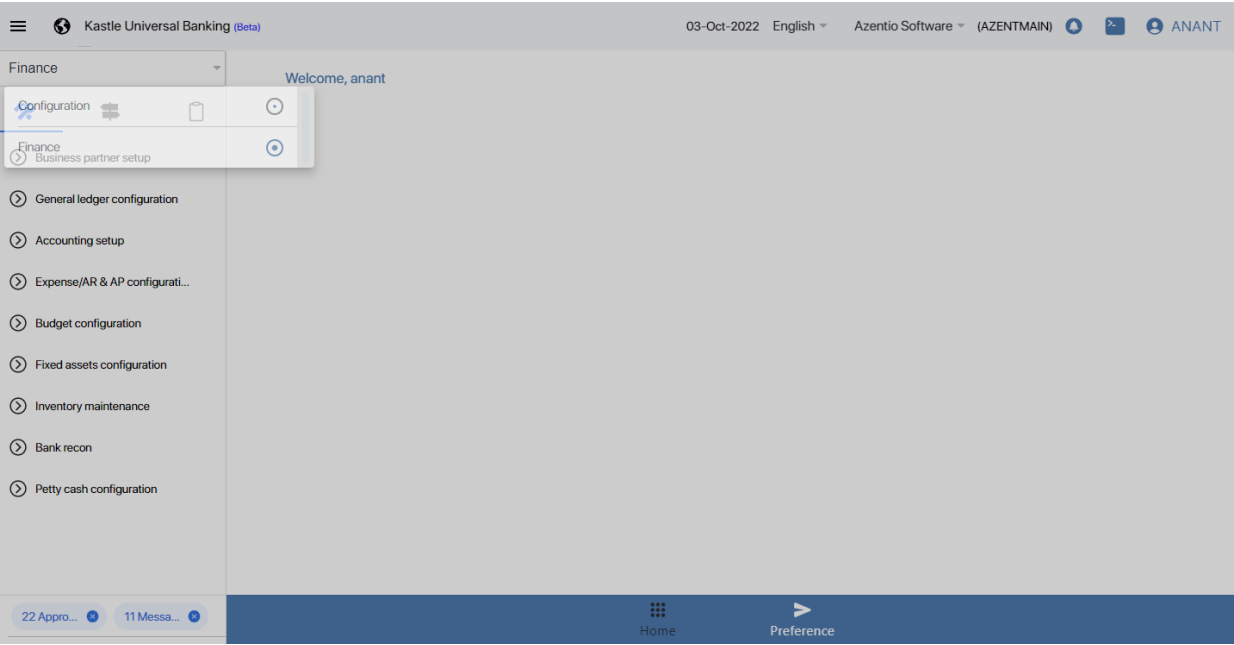 Kastle Universal Banking (Beta)
03-Oct-2022 English Azentio Software (AZENTMAIN) ANANT
Finance
Welcome, anant
Configuration
Finance
Business partner setup
General ledger configuration
Accounting setup
Expense/AR & AP configurati...
Budget configuration
Fixed assets configuration
Inventory maintenance
Bank recon
Petty cash configuration
22 Appro... 11 Messa...
Home Preference